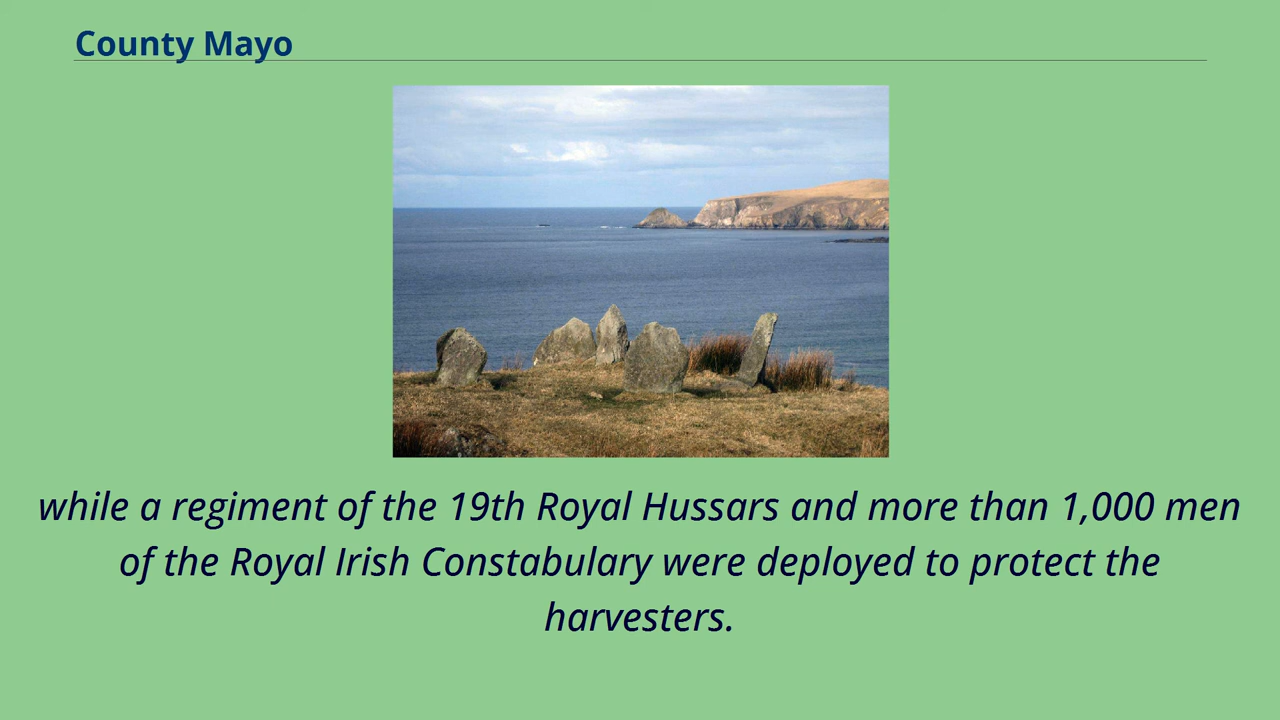 County Mayo
while a regiment of the 19th Royal Hussars and more than 1,000 men
of the Royal Irish Constabulary were deployed to protect the
harvesters.